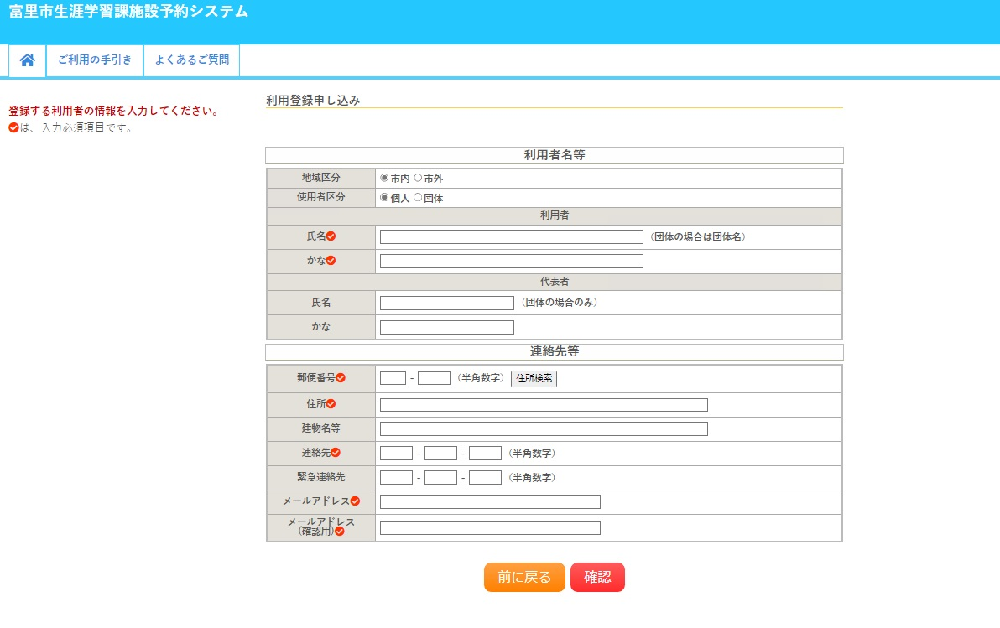 富里市生涯学習課施設予約システム
ご利用の手引き
よくあるご質問
登録する利用者の情報を入力してください。
は、入力必須項目です。
利用登録申し込み
利用者名等
地域区分 市内 市外
使用者区分 個人 団体
利用者
氏名 （団体の場合は団体名）
かな
代表者
氏名 （団体の場合のみ）
かな
連絡先等
郵便番号 - （半角数字） 住所検索
住所
建物名等
連絡先 - - （半角数字）
緊急連絡先 - - （半角数字）
メールアドレス
メールアドレス
（確認用）
前に戻る 確認